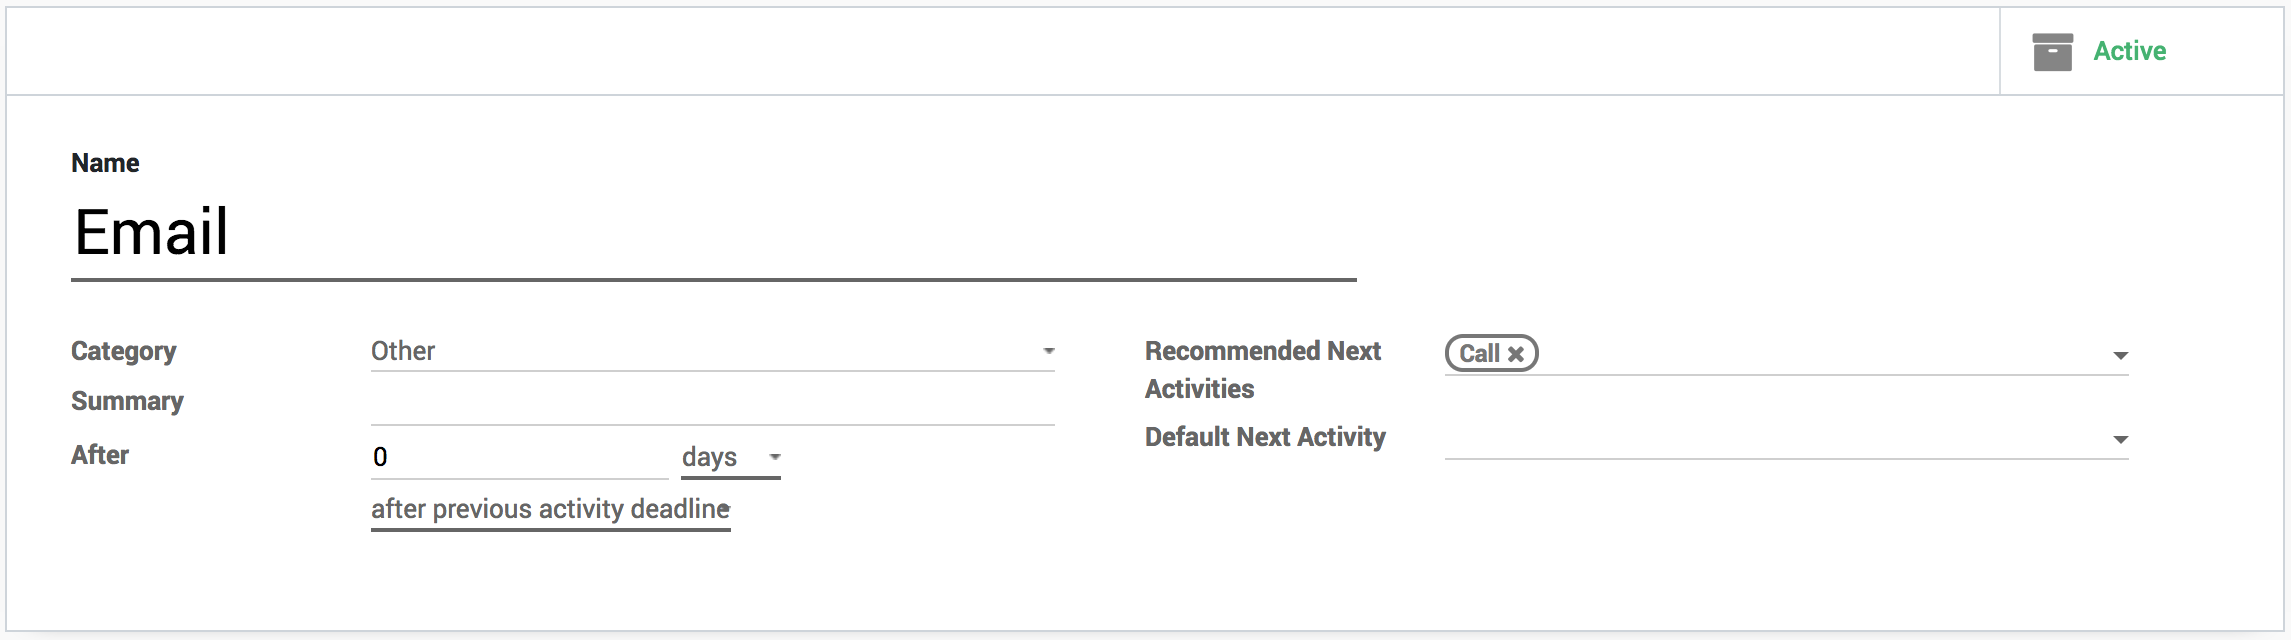 Active
Name
Email
Category Other
Summary
After 0 days
after previous activity deadline
Recommended Next
Activities
Call
Default Next Activity